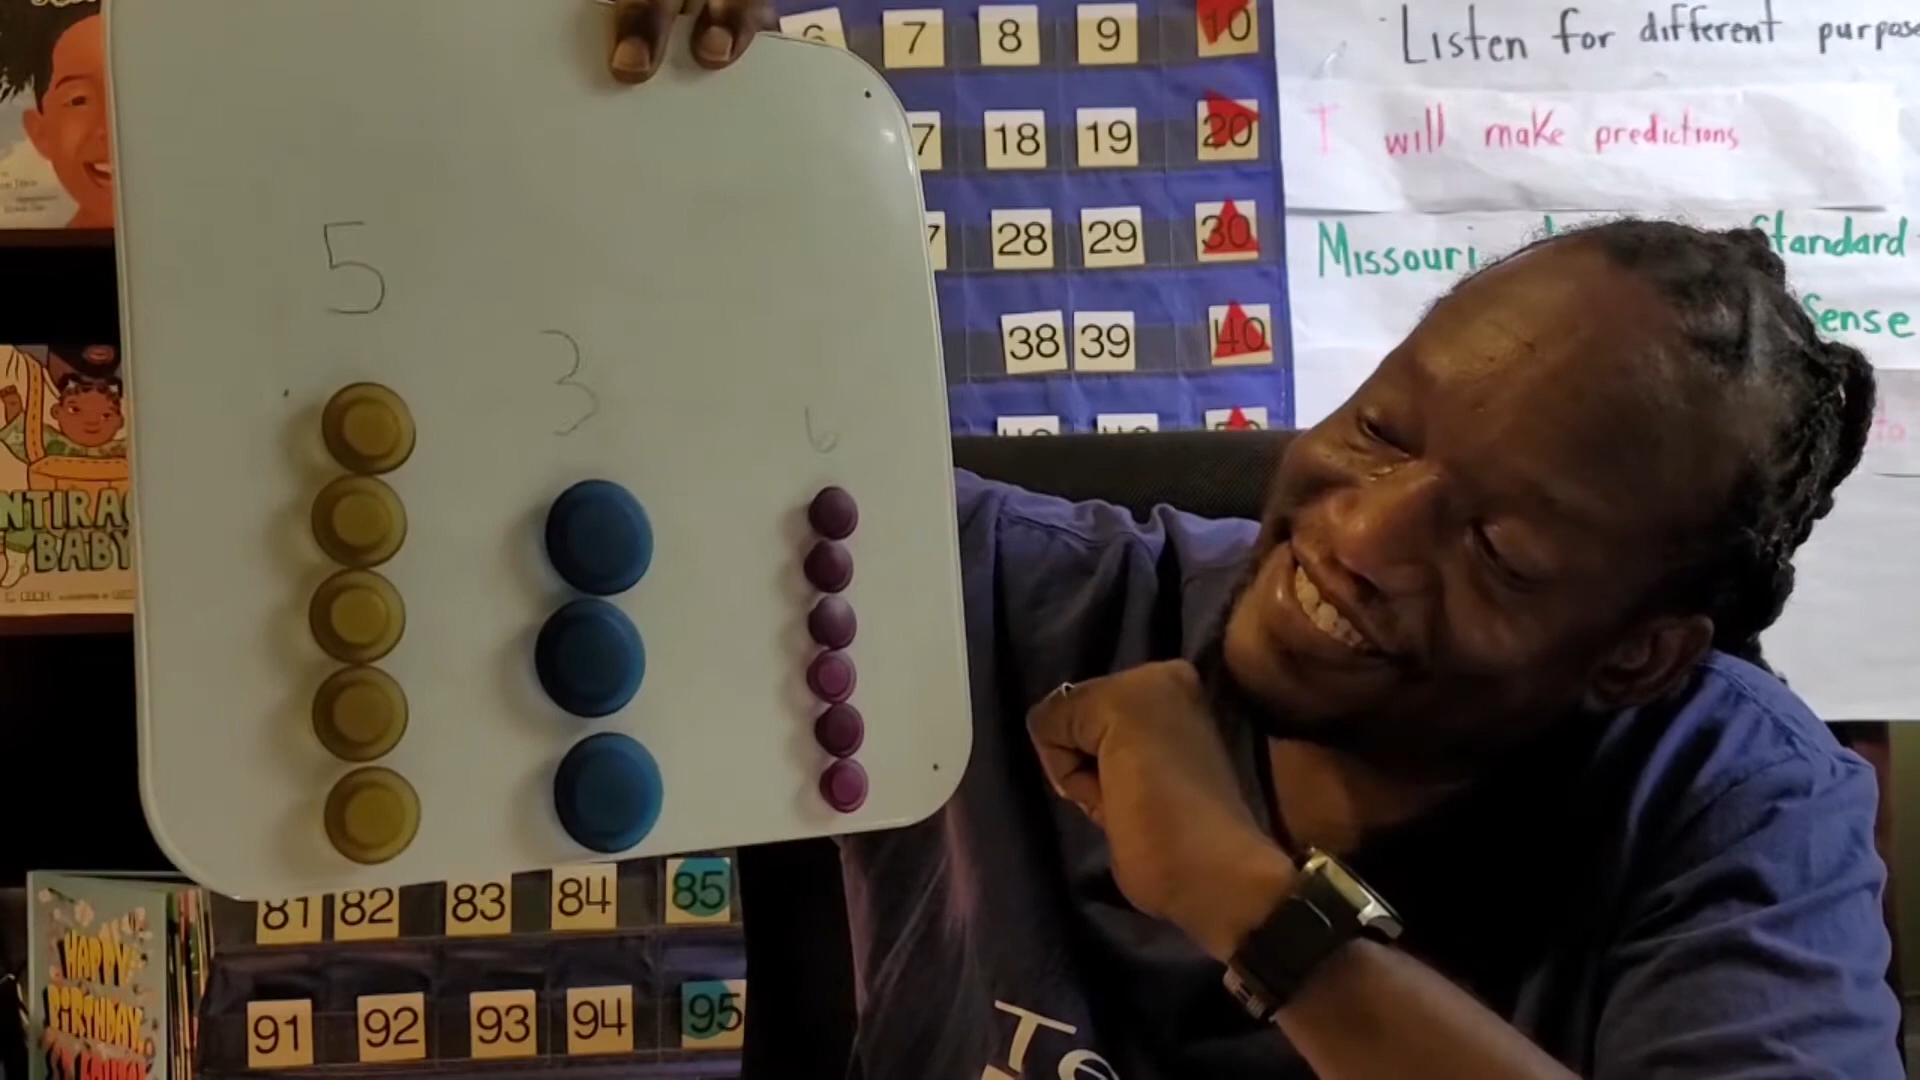 5
3
6
7 8 9 10
18 19 20
28 29 30
38 39 40
81 82 83 84 85
91 92 93 94 95
Listen for different
I will make predictions
Missouri
Standard
Sense
to
BABY
HAPPY
BIRTHDAY